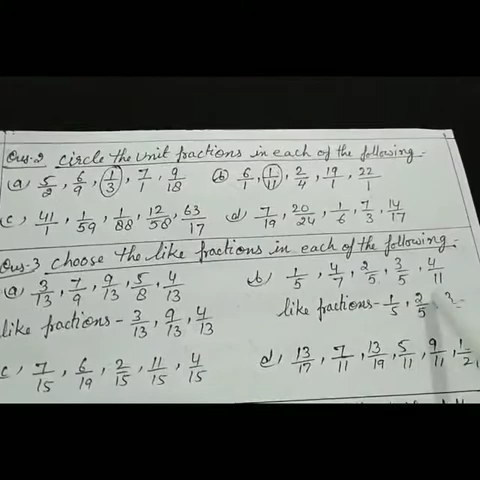 Ques-2 Circle the unit fractions in each of the following-
(a) 5/2, 6/9, 1/3, 7/1, 9/18 (b) 6/1, 1/11, 2/4, 19/1, 22/1
c, 41/1, 1/59, 1/88, 12/58, 63/17 d, 7/19, 20/24, 1/6, 7/3, 14/17
Ques-3 Choose the like fractions in each of the following-
(a) 3/13, 7/9, 9/13, 5/8, 4/13 b, 1/5, 4/7, 2/5, 3/5, 4/11
like fractions - 3/13, 9/13, 4/13 like fractions - 1/5, 2/5, 3
c, 7/15, 6/19, 2/15, 11/15, 4/15 d, 13/17, 7/11, 13/19, 5/11, 9/11, 1/2